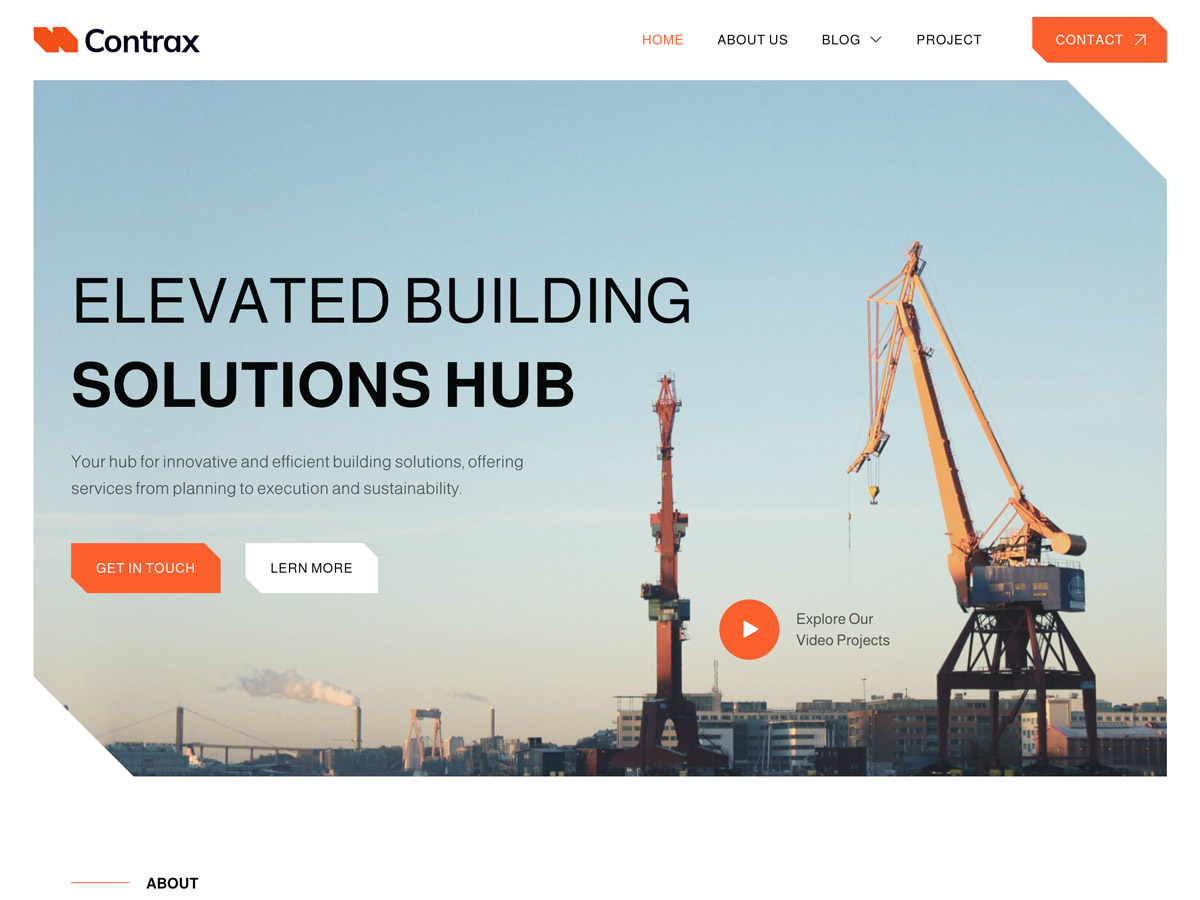 Contrax
HOME
ABOUT US
BLOG
PROJECT
CONTACT
ELEVATED BUILDING
SOLUTIONS HUB
Your hub for innovative and efficient building solutions, offering
services from planning to execution and sustainability.
GET IN TOUCH
LERN MORE
Explore Our
Video Projects
ABOUT